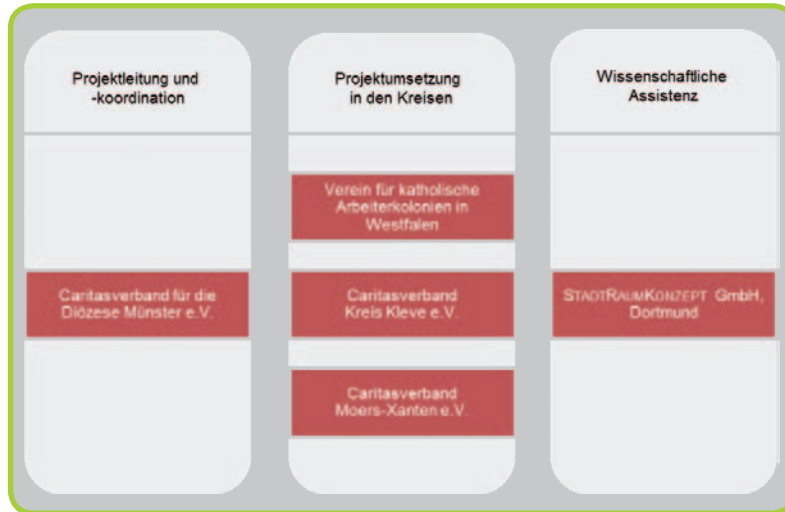 Projektleitung und
-koordination
Projektumsetzung
in den Kreisen
Wissenschaftliche
Assistenz
Verein für katholische
Arbeiterkolonien in
Westfalen
Caritasverband für die
Diözese Münster e.V.
Caritasverband
Kreis Kleve e.V.
STADTRAUMKONZEPT GmbH,
Dortmund
Caritasverband
Moers-Xanten e.V.